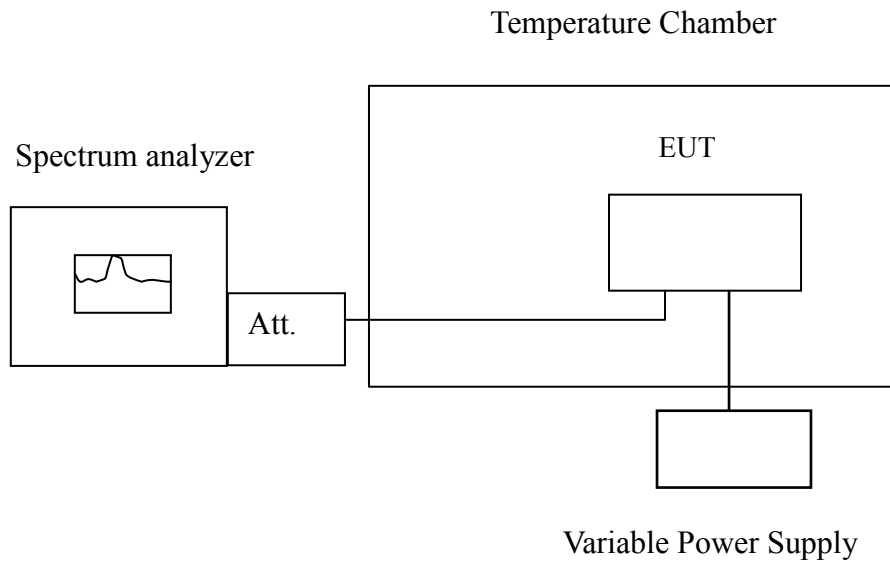 Temperature Chamber
Spectrum analyzer
EUT
Att.
Variable Power Supply